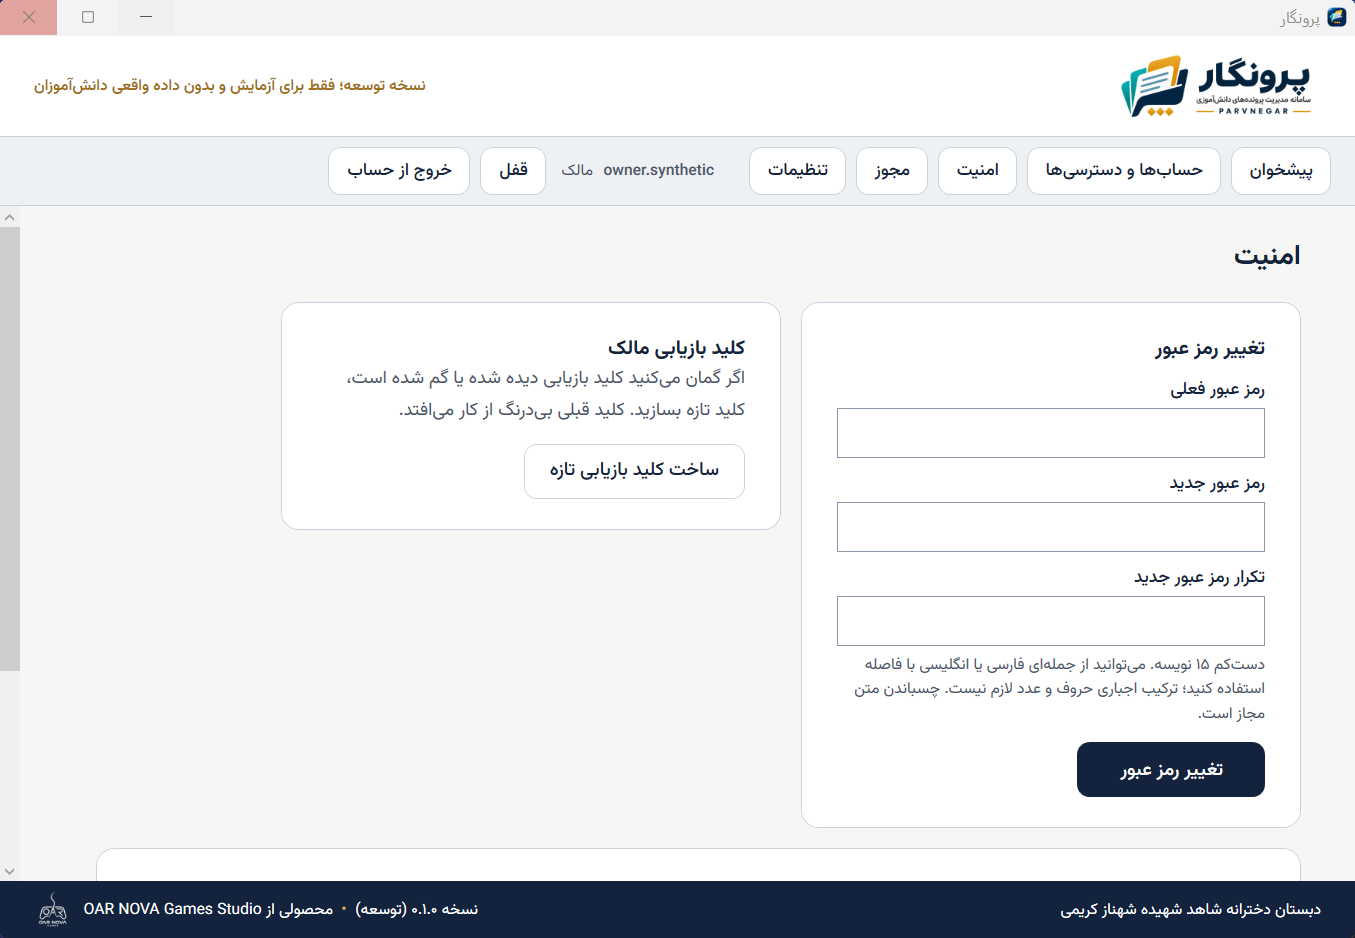 پرونگار
پرونگار
سامانه مدیریت پرونده‌های دانش‌آموزی
PARVNEGAR
نسخه توسعه؛ فقط برای آزمایش و بدون داده واقعی دانش‌آموزان
پیشخوان
حساب‌ها و دسترسی‌ها
امنیت
مجوز
تنظیمات
owner.synthetic
مالک
قفل
خروج از حساب
امنیت
تغییر رمز عبور
رمز عبور فعلی
رمز عبور جدید
تکرار رمز عبور جدید
دست‌کم ۱۵ نویسه. می‌توانید از جمله‌ای فارسی یا انگلیسی با فاصله
استفاده کنید؛ ترکیب اجباری حروف و عدد لازم نیست. چسباندن متن
مجاز است.
تغییر رمز عبور
کلید بازیابی مالک
اگر گمان می‌کنید کلید بازیابی دیده شده یا گم شده است،
کلید تازه بسازید. کلید قبلی بی‌درنگ از کار می‌افتد.
ساخت کلید بازیابی تازه
دبستان دخترانه شاهد شهیده شهناز کریمی
نسخه ۰.۱.۰ (توسعه) • محصولی از OAR NOVA Games Studio
OAR NOVA
GAMES